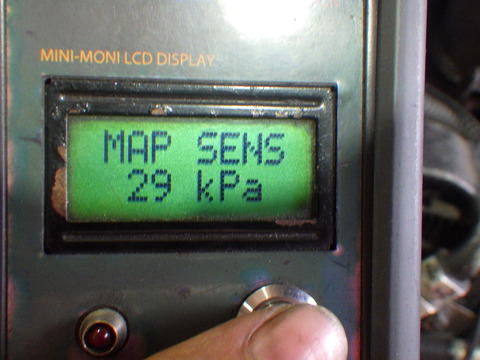 MINI-MONI LCD DISPLAY
MAP SENS
29 kPa